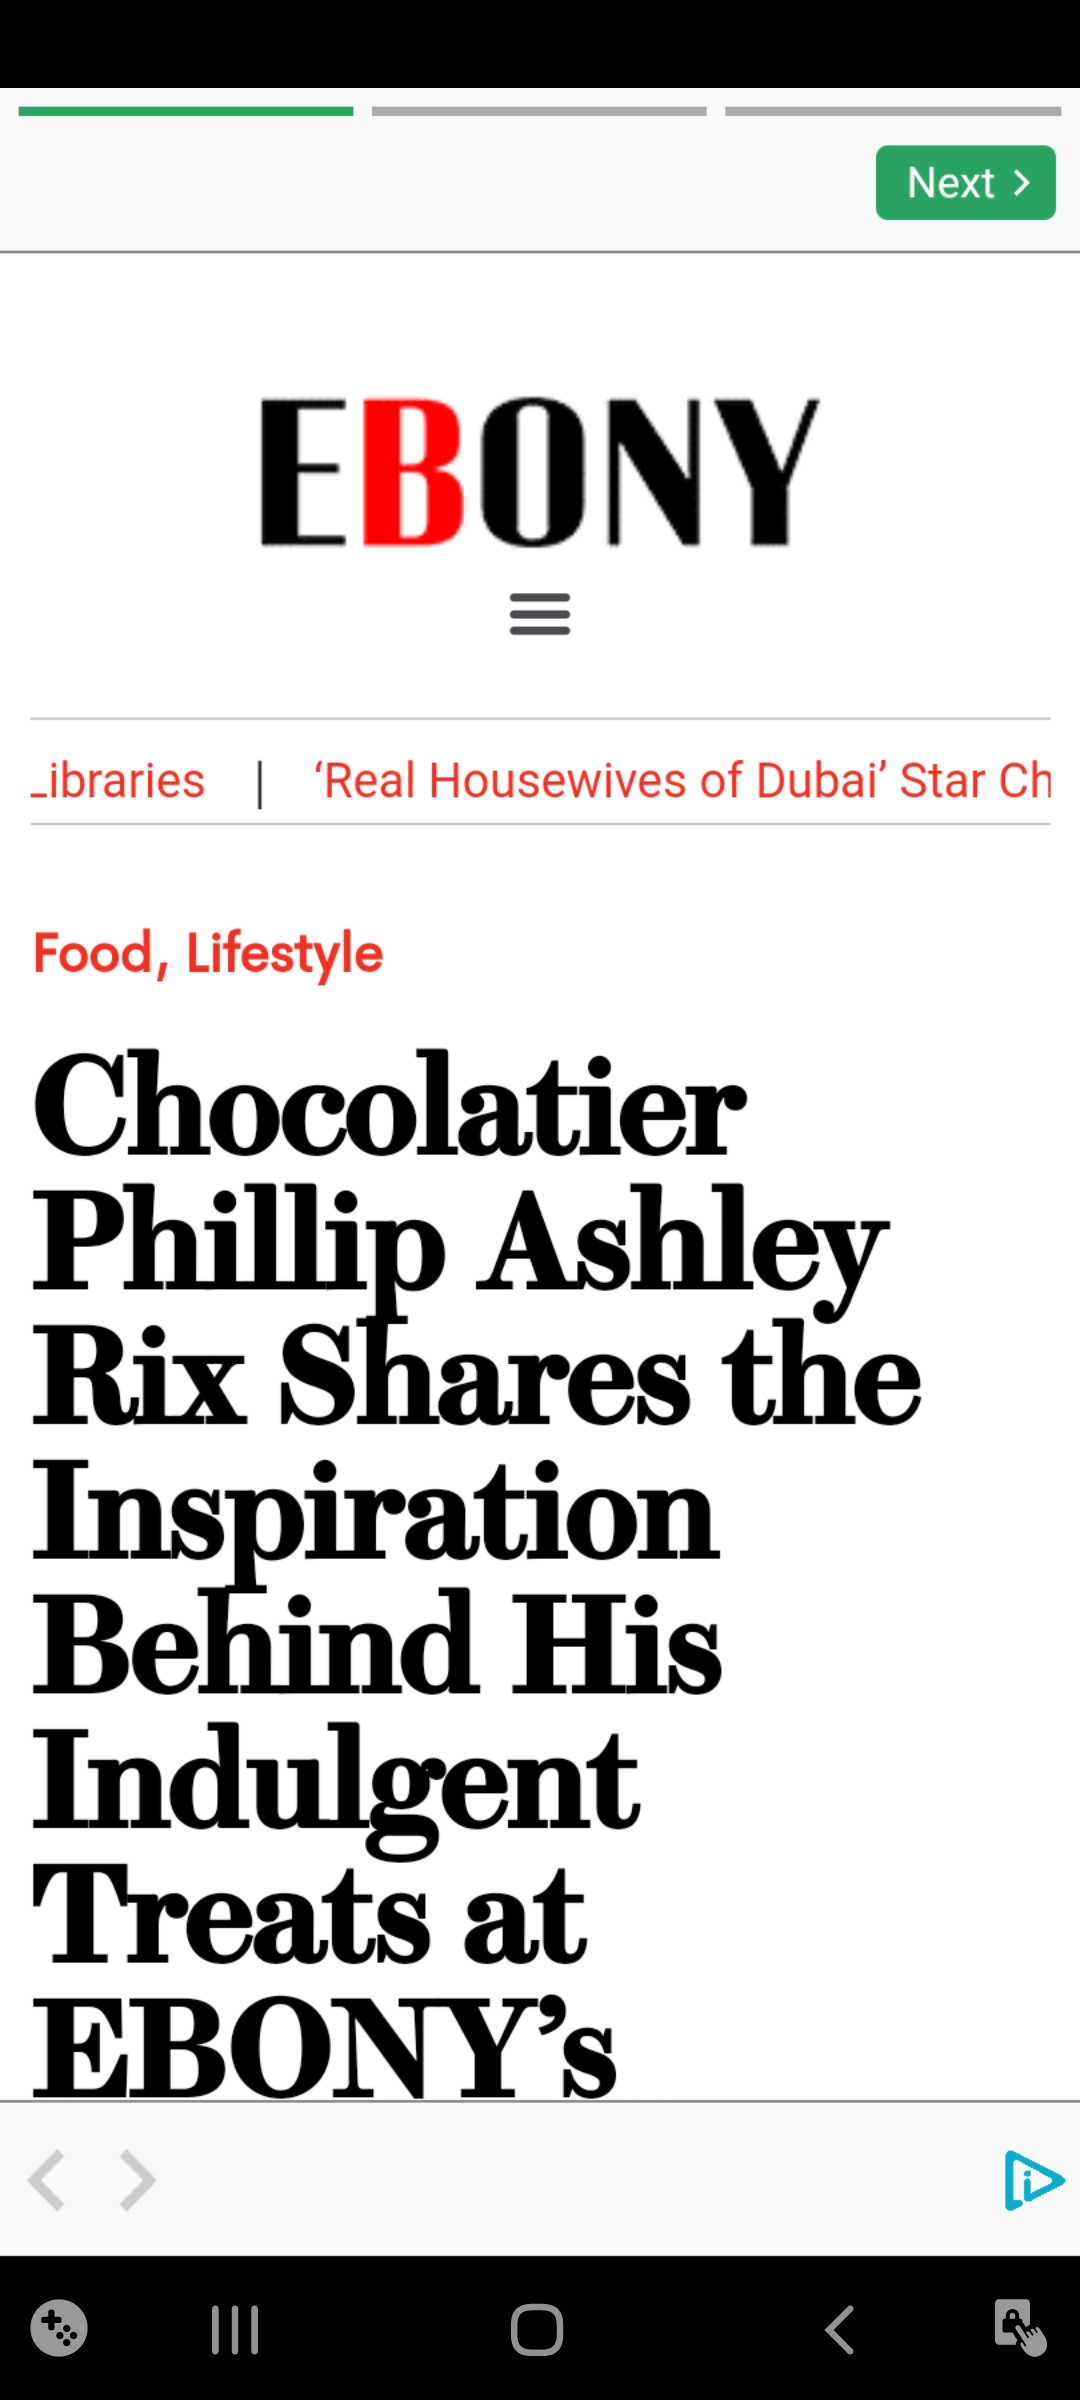 Next
EBONY
ibraries | ‘Real Housewives of Dubai’ Star Ch
Food, Lifestyle
Chocolatier
Phillip Ashley
Rix Shares the
Inspiration
Behind His
Indulgent
Treats at
EBONY’s